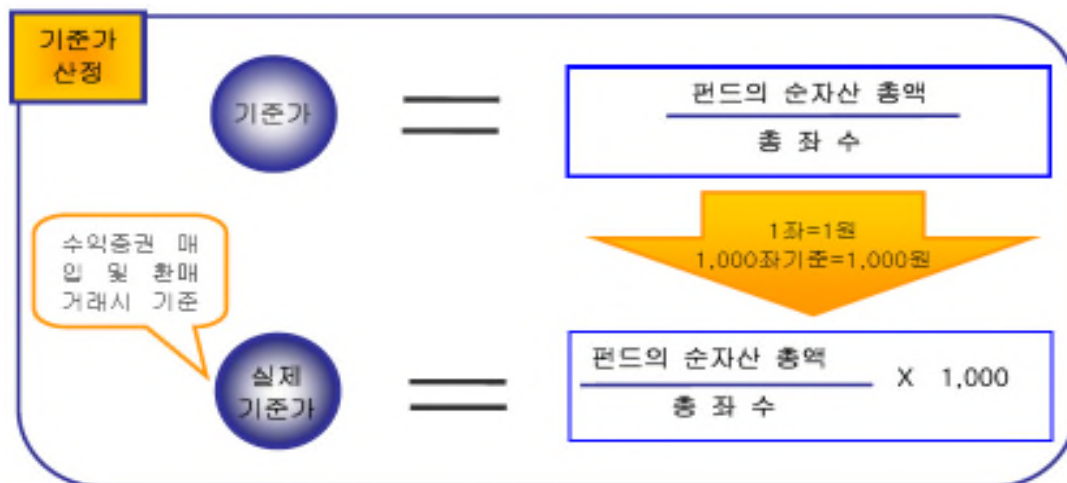 기준가
산정
기준가
펀드의 순자산 총액
총 좌 수
1좌=1원
1,000좌기준=1,000원
수익증권 매
입 및 환매
거래시 기준
실제
기준가
펀드의 순자산 총액
총 좌 수
X 1,000